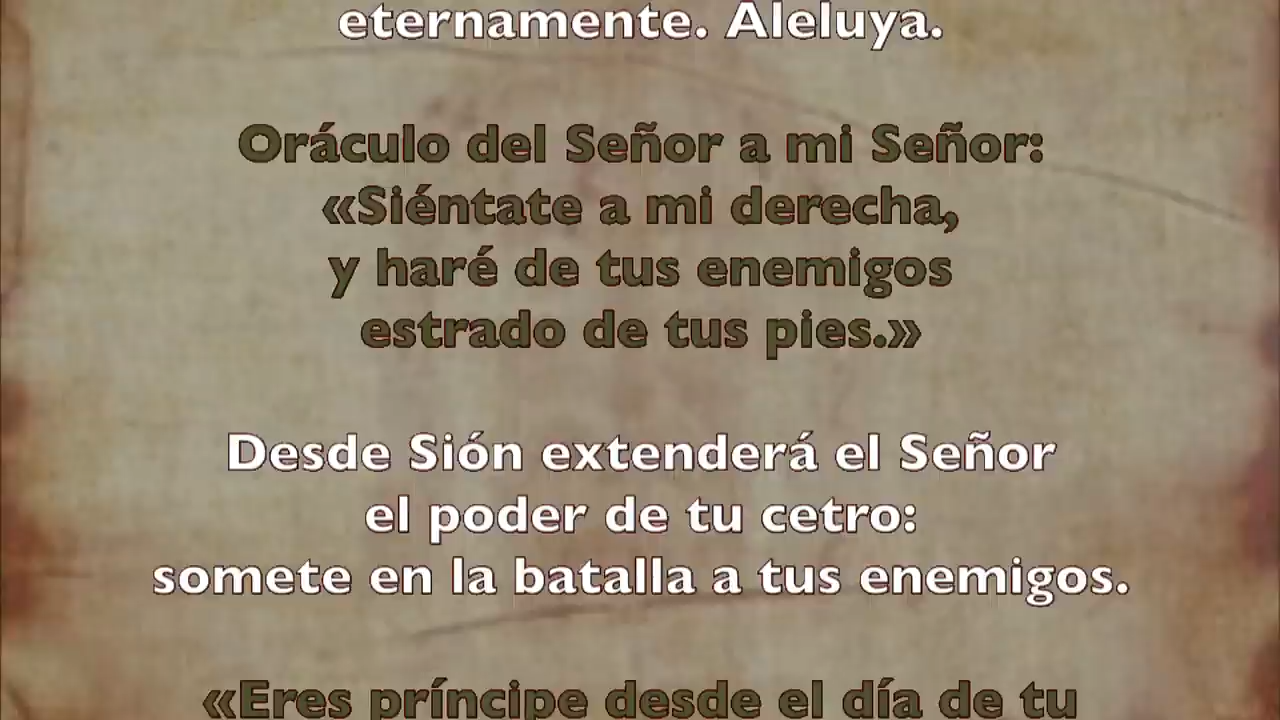 eternamente. Aleluya.
Oráculo del Señor a mi Señor:
«Siéntate a mi derecha,
y haré de tus enemigos
estrado de tus pies.»
Desde Sión extenderá el Señor
el poder de tu cetro:
somete en la batalla a tus enemigos.
«Eres príncipe desde el día de tu